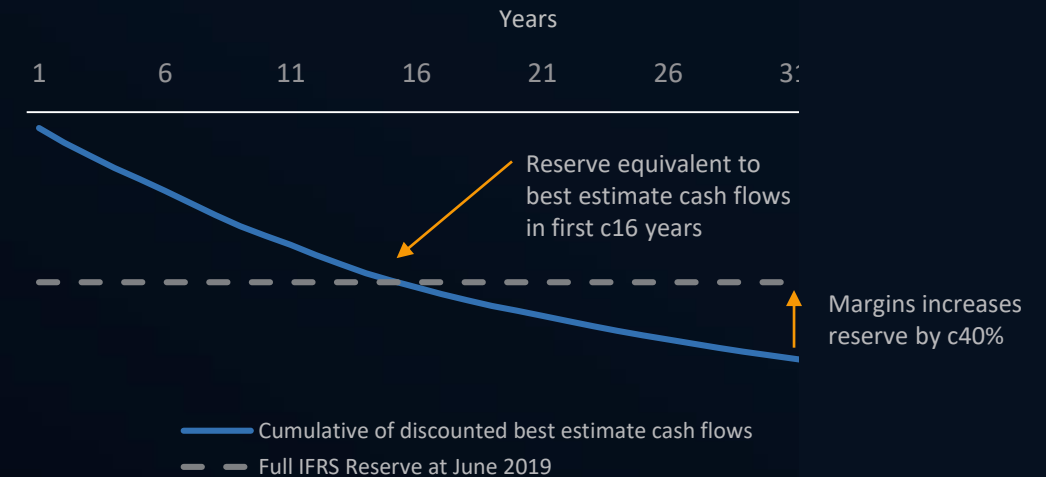 Years
1 6 11 16 21 26 31
Reserve equivalent to
best estimate cash flows
in first c16 years
Margins increases
reserve by c40%
Cumulative of discounted best estimate cash flows
Full IFRS Reserve at June 2019